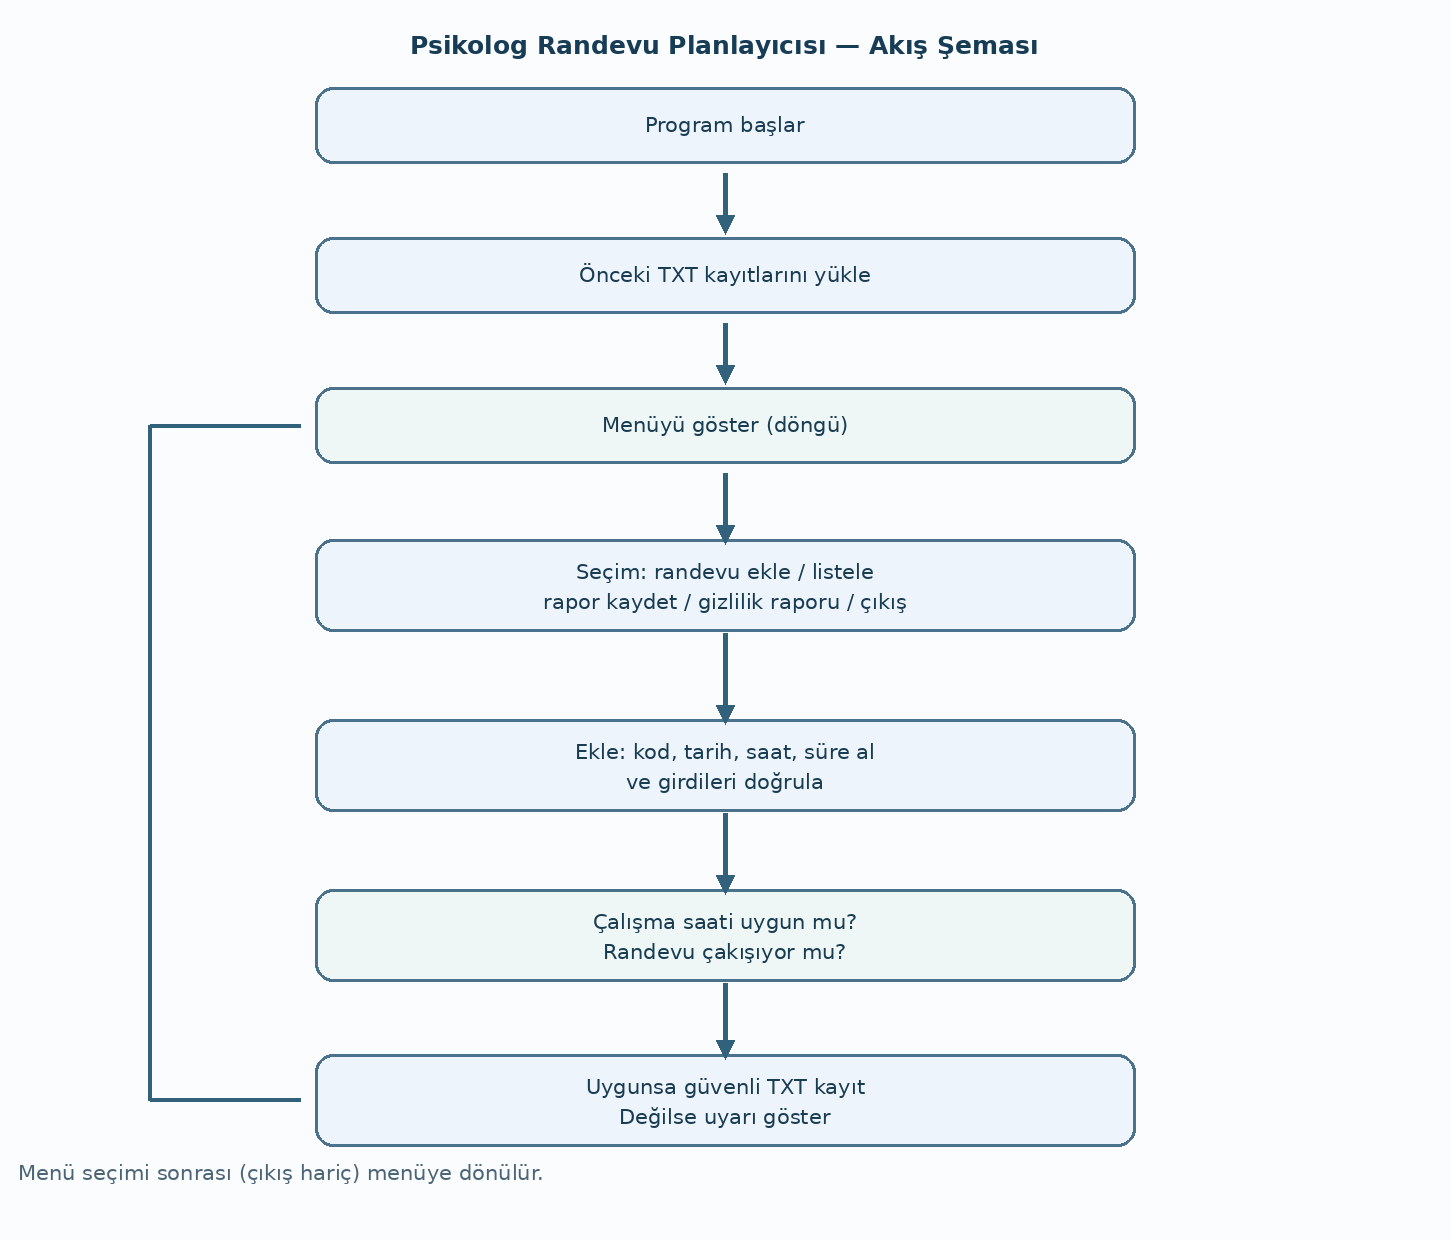 Psikolog Randevu Planlayıcısı — Akış Şeması
Program başlar
Önceki TXT kayıtlarını yükle
Menüyü göster (döngü)
Seçim: randevu ekle / listele
rapor kaydet / gizlilik raporu / çıkış
Ekle: kod, tarih, saat, süre al
ve girdileri doğrula
Çalışma saati uygun mu?
Randevu çakışıyor mu?
Uygunsa güvenli TXT kayıt
Değilse uyarı göster
Menü seçimi sonrası (çıkış hariç) menüye dönülür.